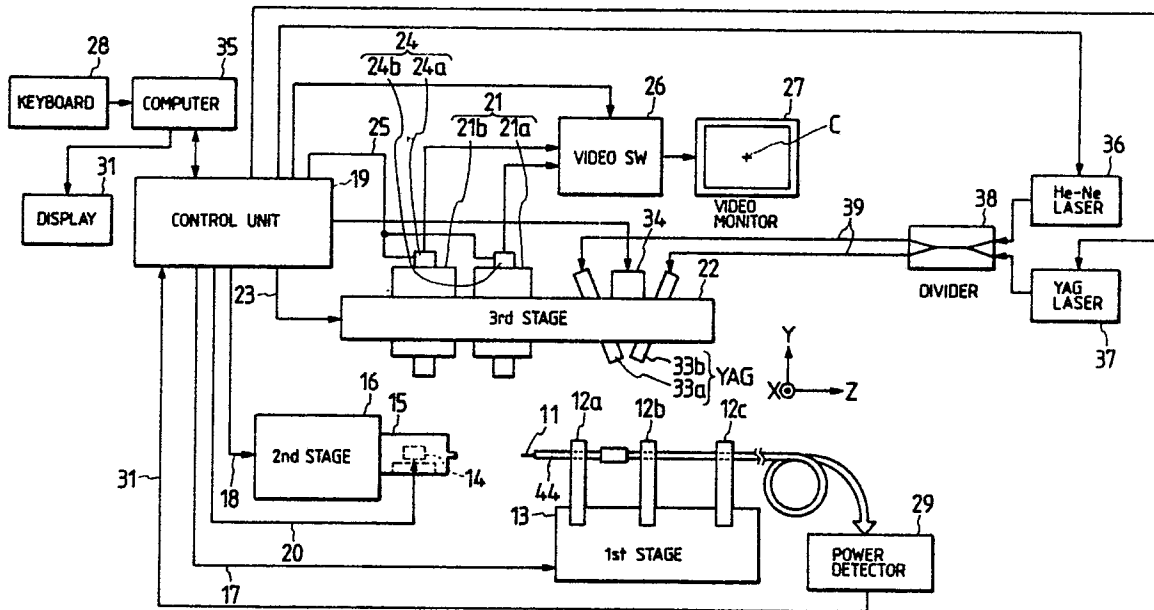 24
24b 24a
28
35
KEYBOARD
COMPUTER
25
21
21b 21a
26
27
C
VIDEO SW
VIDEO
MONITOR
36
He-Ne
LASER
31
DISPLAY
19
CONTROL UNIT
34
39
38
DIVIDER
YAG
LASER
37
23
22
3rd STAGE
33b
33a
YAG
Y
X
Z
16
15
2nd STAGE
14
18
31
20
17
11
12a
12b
12c
44
13
1st STAGE
29
POWER
DETECTOR